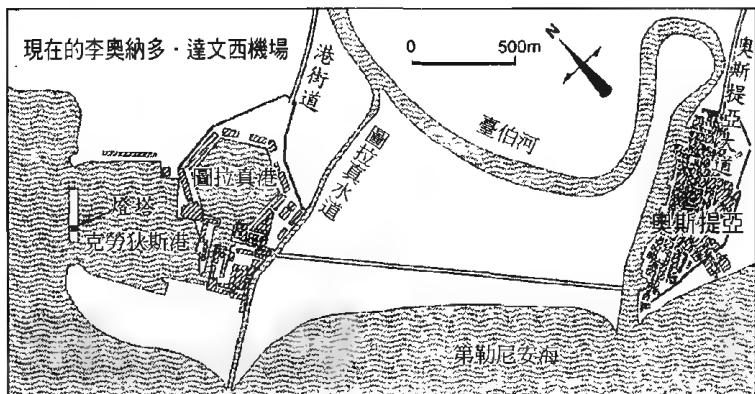 現在的李奧納多·達文西機場
港街道
0 500m
N
奧斯提亞大道
臺伯河
圖拉真水道
圖拉真港
燈塔
克勞狄斯港
奧斯提亞
第勒尼安海